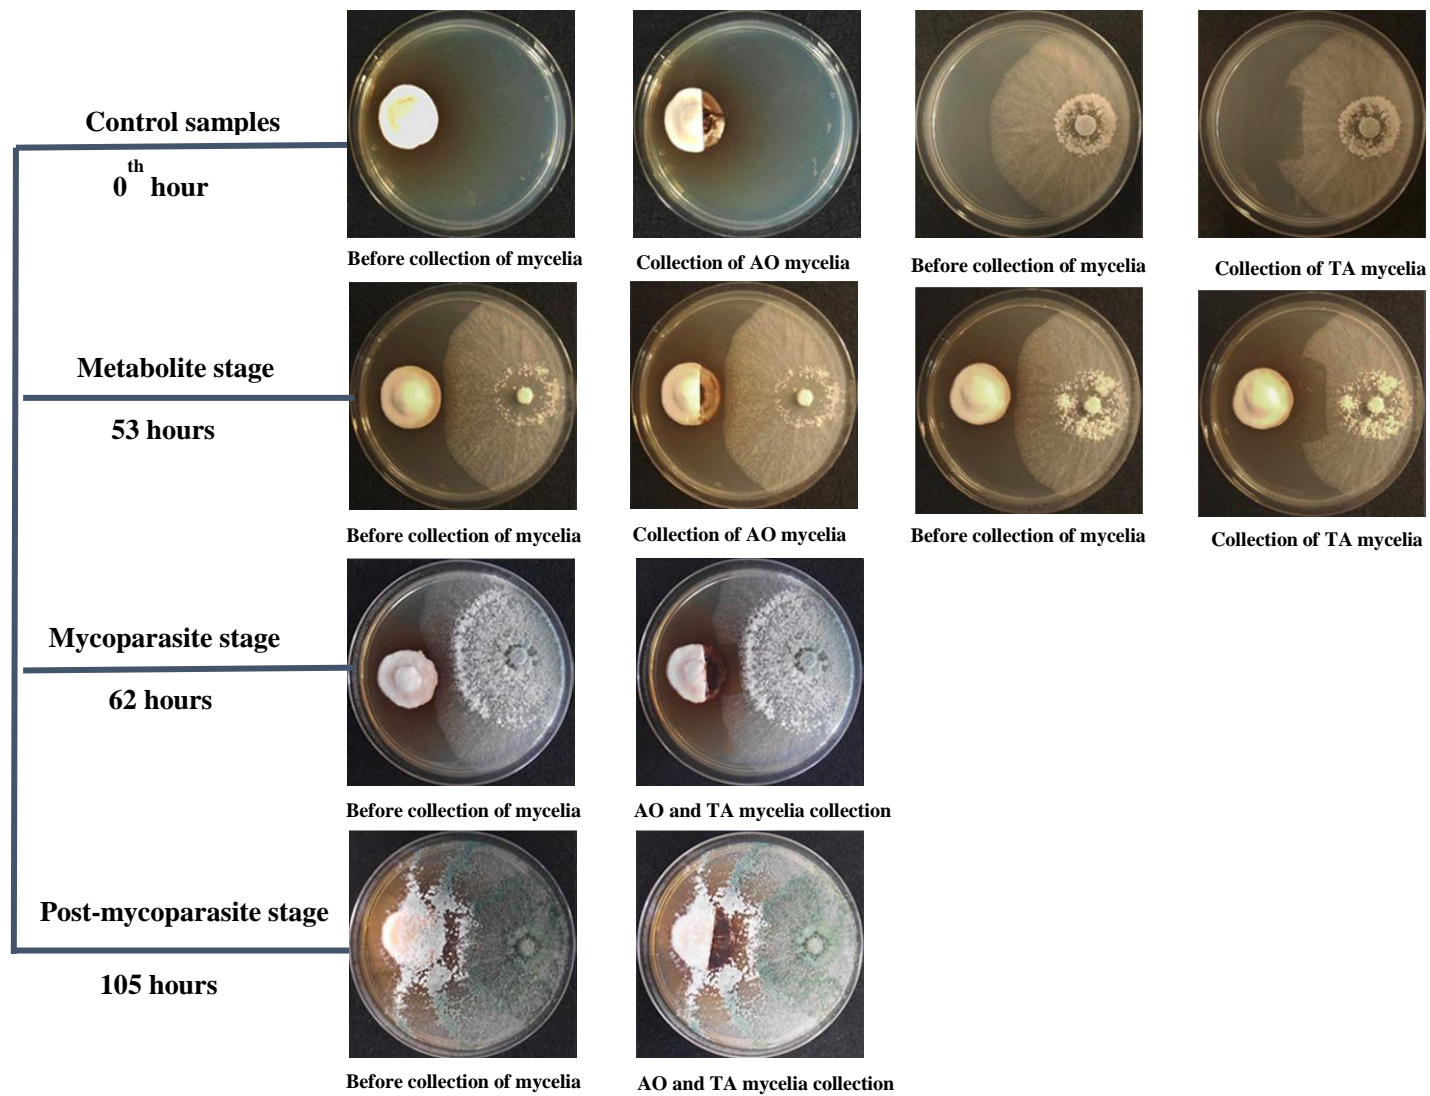 Control samples
0th hour
Before collection of mycelia
Collection of AO mycelia
Before collection of mycelia
Collection of TA mycelia
Metabolite stage
53 hours
Before collection of mycelia
Collection of AO mycelia
Before collection of mycelia
Collection of TA mycelia
Mycoparasite stage
62 hours
Before collection of mycelia
AO and TA mycelia collection
Post-mycoparasite stage
105 hours
Before collection of mycelia
AO and TA mycelia collection